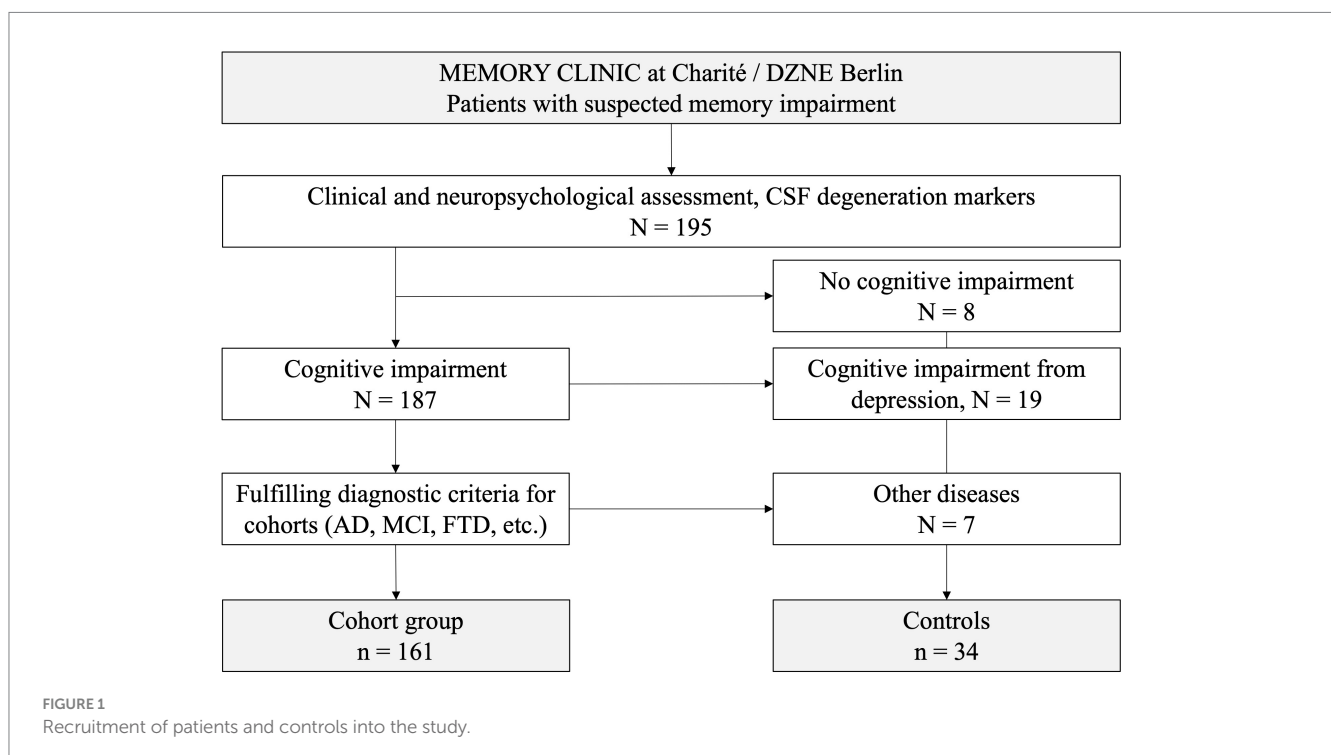 MEMORY CLINIC at Charité / DZNE Berlin
Patients with suspected memory impairment
Clinical and neuropsychological assessment, CSF degeneration markers
N = 195
No cognitive impairment
N = 8
Cognitive impairment
N = 187
Cognitive impairment from
depression, N = 19
Fulfilling diagnostic criteria for
cohorts (AD, MCI, FTD, etc.)
Other diseases
N = 7
Cohort group
n = 161
Controls
n = 34
FIGURE 1
Recruitment of patients and controls into the study.